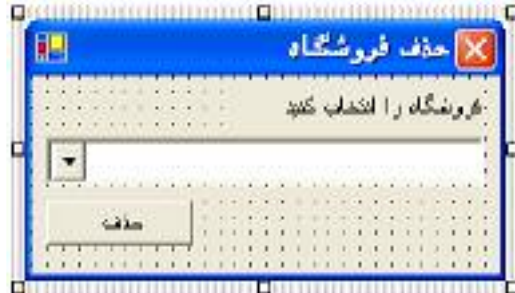 حذف فروشگاه
فروشگاه را انتخاب کنید
حذف